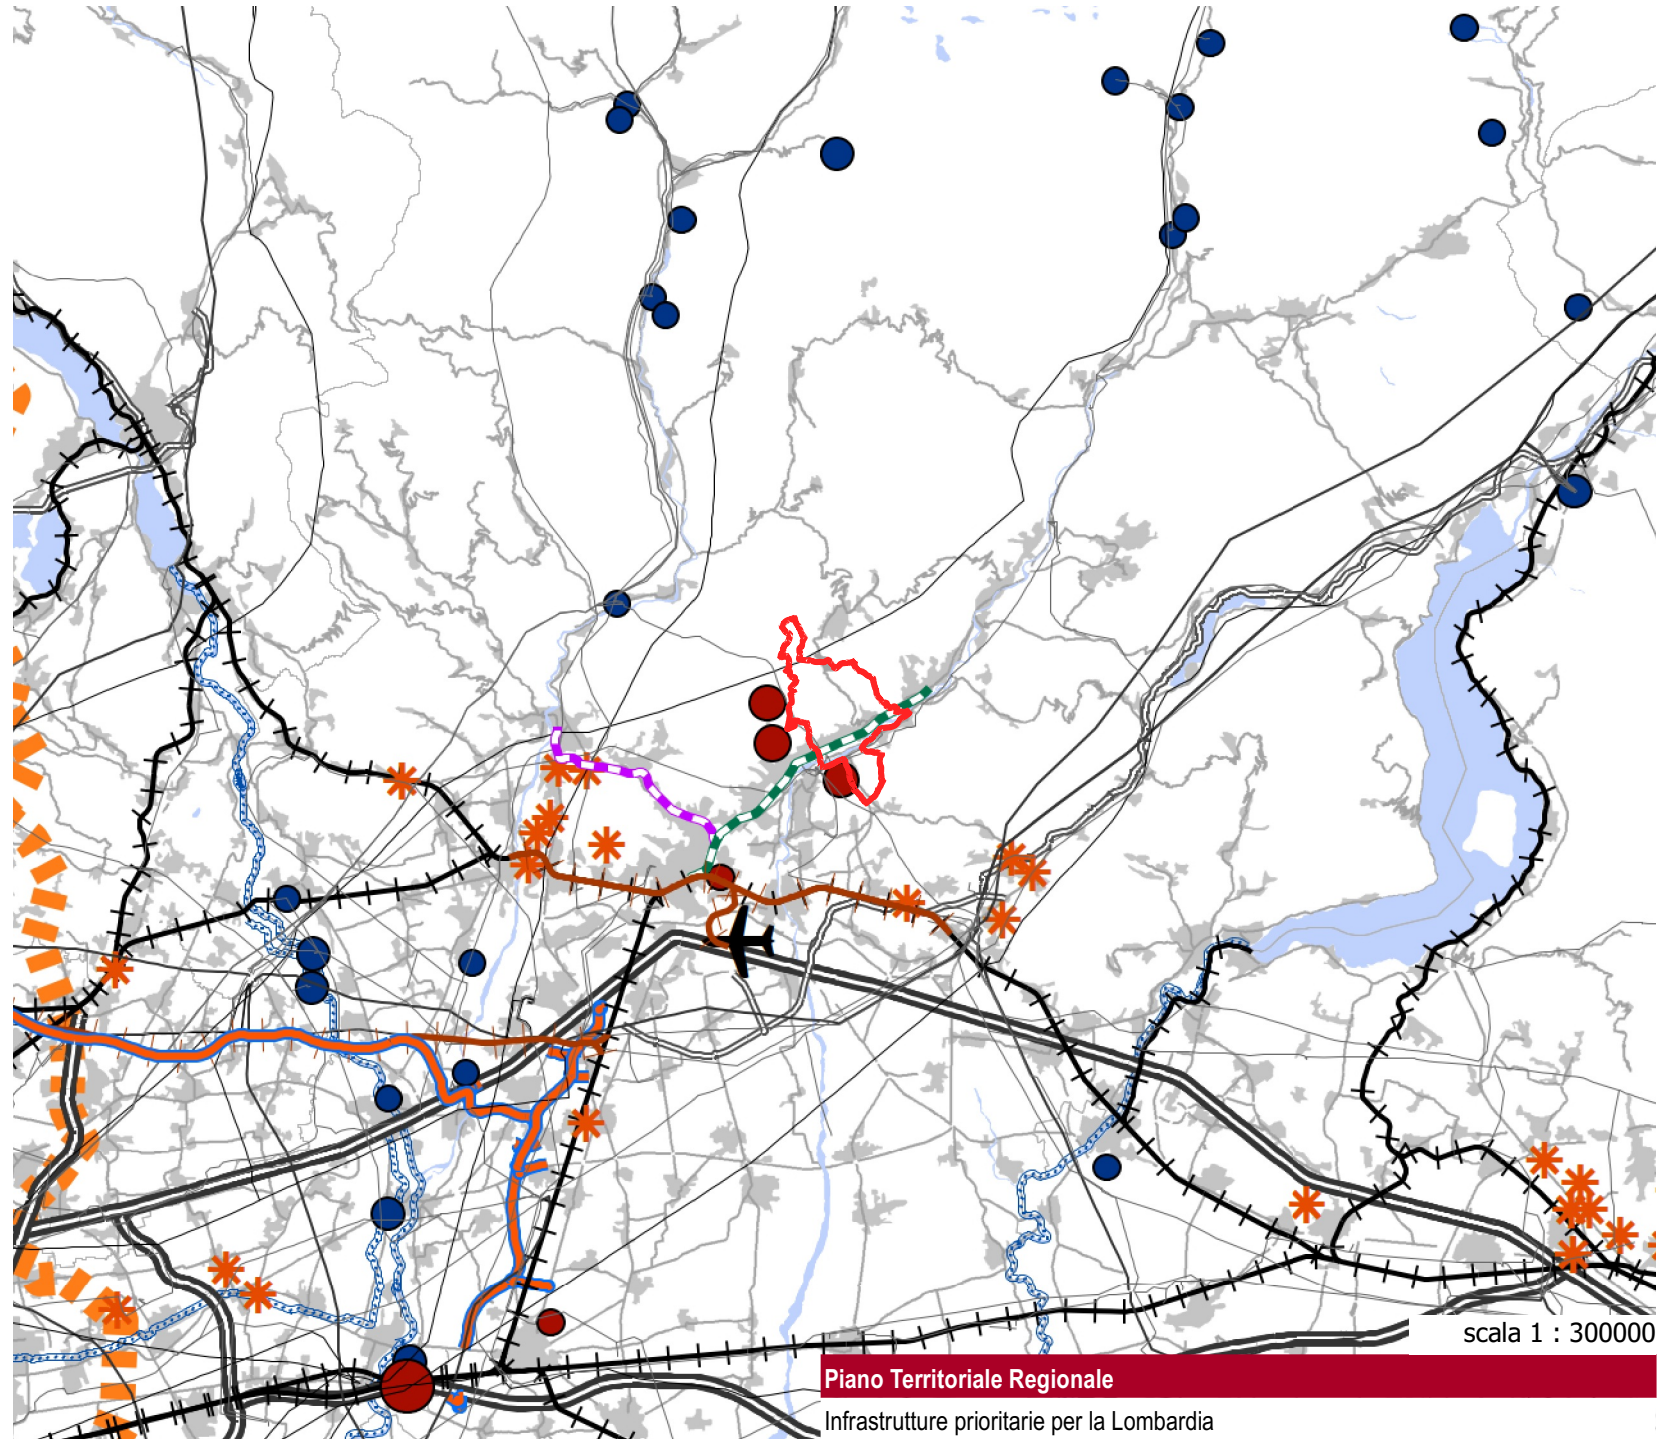 scala 1 : 300000
Piano Territoriale Regionale
Infrastrutture prioritarie per la Lombardia